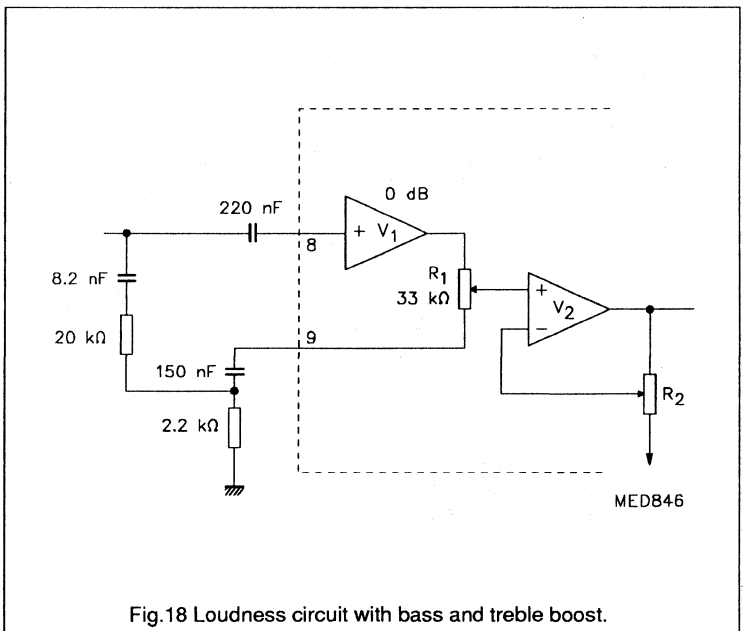 0 dB
220 nF
+ V1
8
8.2 nF
R1
33 kΩ
+
V2
−
20 kΩ
9
150 nF
R2
2.2 kΩ
MED846
Fig.18 Loudness circuit with bass and treble boost.